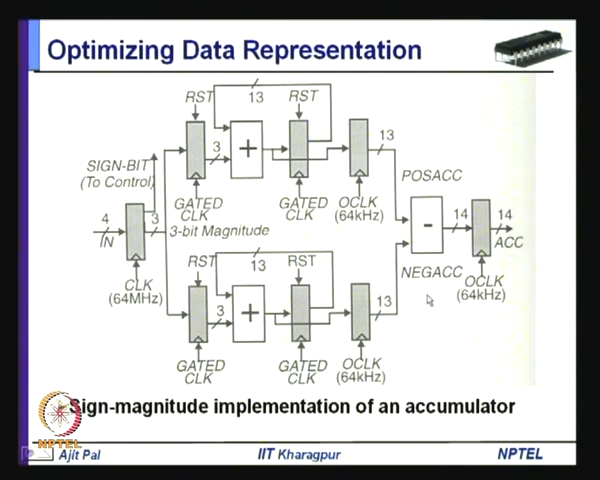 Optimizing Data Representation
13
RST
RST
3
+
13
SIGN-BIT
(To Control)
GATED
CLK
GATED
CLK
OCLK
(64kHz)
POSACC
4
IN
3
3-bit Magnitude
-
14
14
ACC
CLK
(64MHz)
13
RST
RST
NEGACC
OCLK
(64kHz)
3
+
13
GATED
CLK
GATED
CLK
OCLK
(64kHz)
Sign-magnitude implementation of an accumulator
NPTEL
Ajit Pal
IIT Kharagpur
NPTEL